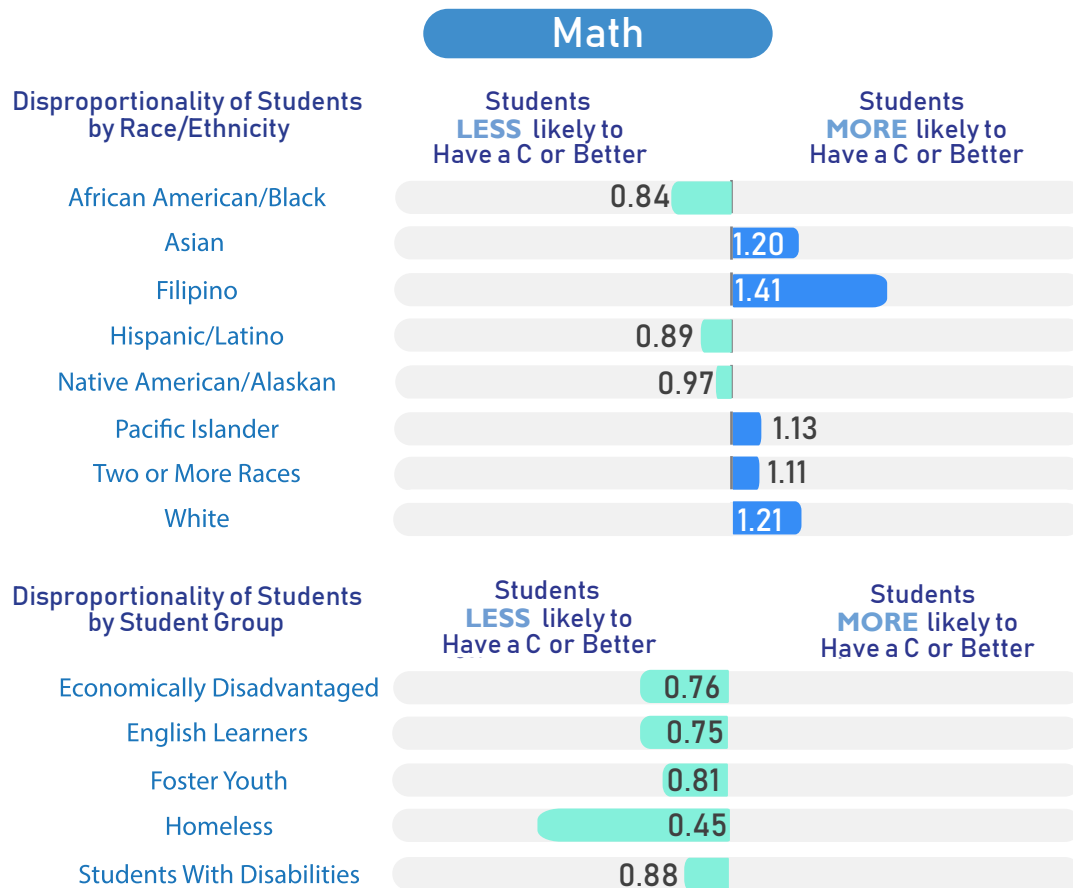 Math
Disproportionality of Students
by Race/Ethnicity
Students
LESS likely to
Have a C or Better
Students
MORE likely to
Have a C or Better
African American/Black 0.84
Asian 1.20
Filipino 1.41
Hispanic/Latino 0.89
Native American/Alaskan 0.97
Pacific Islander 1.13
Two or More Races 1.11
White 1.21
Disproportionality of Students
by Student Group
Students
LESS likely to
Have a C or Better
Students
MORE likely to
Have a C or Better
Economically Disadvantaged 0.76
English Learners 0.75
Foster Youth 0.81
Homeless 0.45
Students With Disabilities 0.88